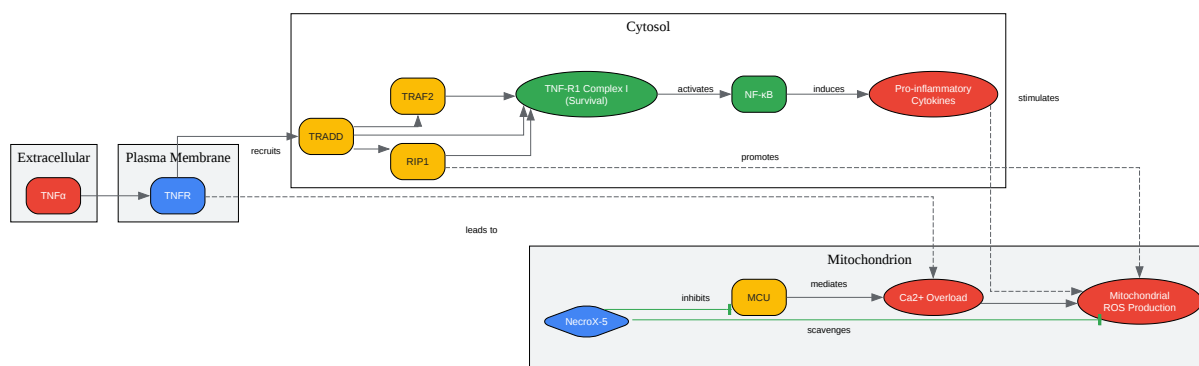 Cytosol
TNF-R1 Complex I
(Survival)
TRAF2
activates
NF-κB
induces
Pro-inflammatory
Cytokines
stimulates
TRADD
recruits
RIP1
promotes
Extracellular
Plasma Membrane
TNFα
TNFR
leads to
Mitochondrion
mediates
inhibits
MCU
Ca2+ Overload
Mitochondrial
ROS Production
NecroX-5
scavenges